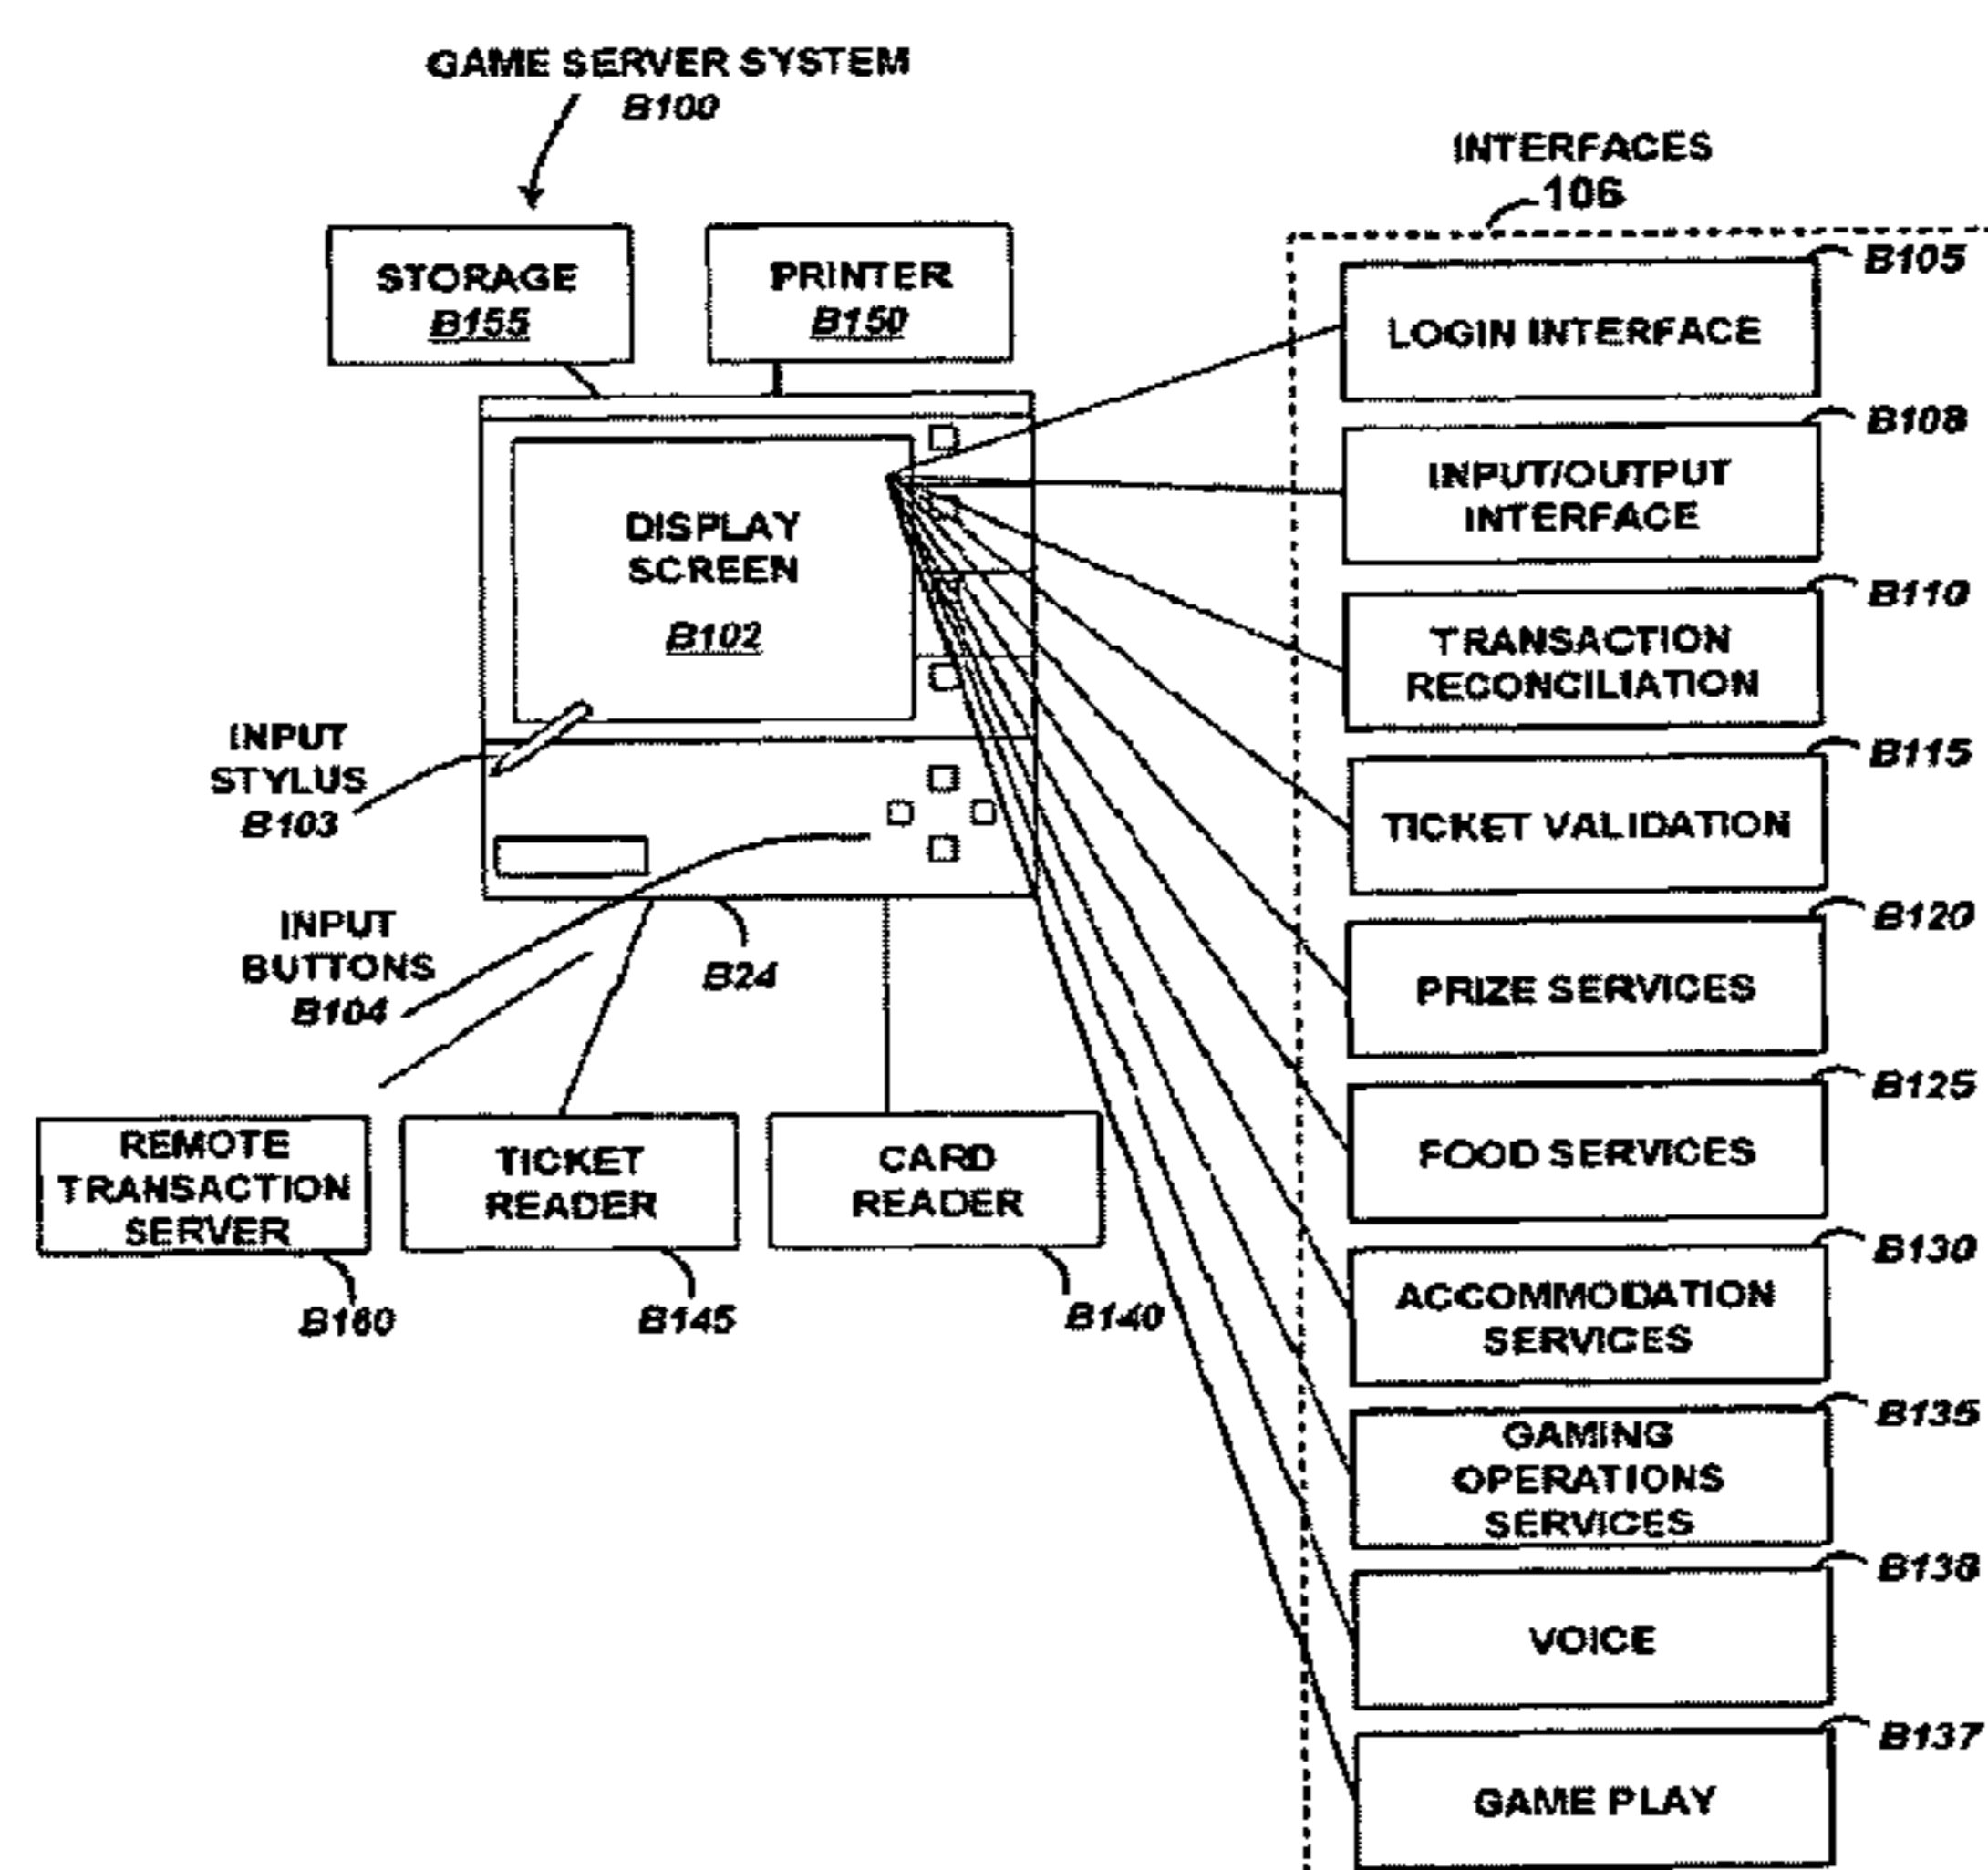 GAME SERVER SYSTEM
B100
INTERFACES
106
STORAGE
B155
PRINTER
B150
DISPLAY
SCREEN
B102
INPUT
STYLUS
B103
INPUT
BUTTONS
B104
B24
REMOTE
TRANSACTION
SERVER
B160
TICKET
READER
B145
CARD
READER
B140
B105
LOGIN INTERFACE
B108
INPUT/OUTPUT
INTERFACE
B110
TRANSACTION
RECONCILIATION
B115
TICKET VALIDATION
B120
PRIZE SERVICES
B125
FOOD SERVICES
B130
ACCOMMODATION
SERVICES
B135
GAMING
OPERATIONS
SERVICES
B136
VOICE
B137
GAME PLAY